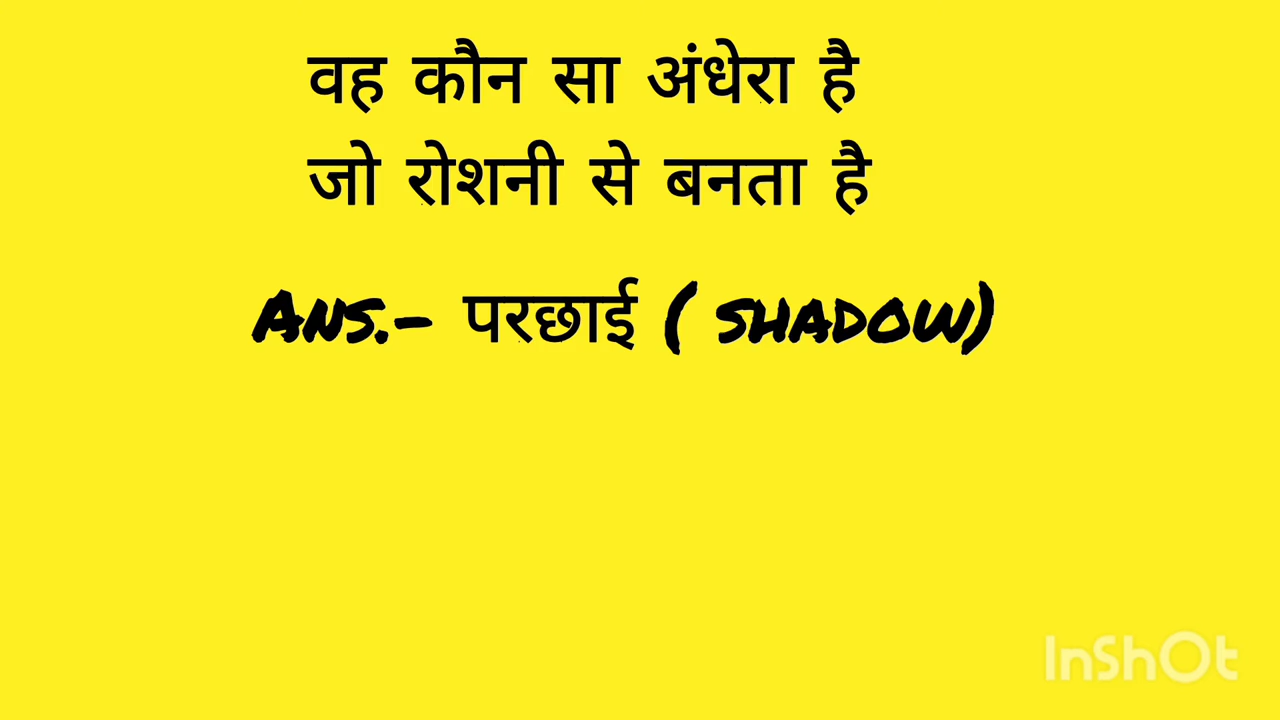 वह कौन सा अंधेरा है
जो रोशनी से बनता है
Ans.- परछाई ( shadow)
InShOt